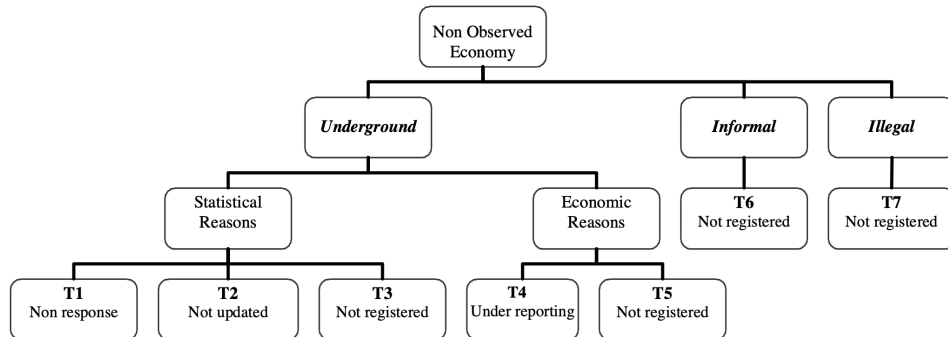 Non Observed
Economy
Underground
Informal
Illegal
Statistical
Reasons
Economic
Reasons
T6
Not registered
T7
Not registered
T1
Non response
T2
Not updated
T3
Not registered
T4
Under reporting
T5
Not registered